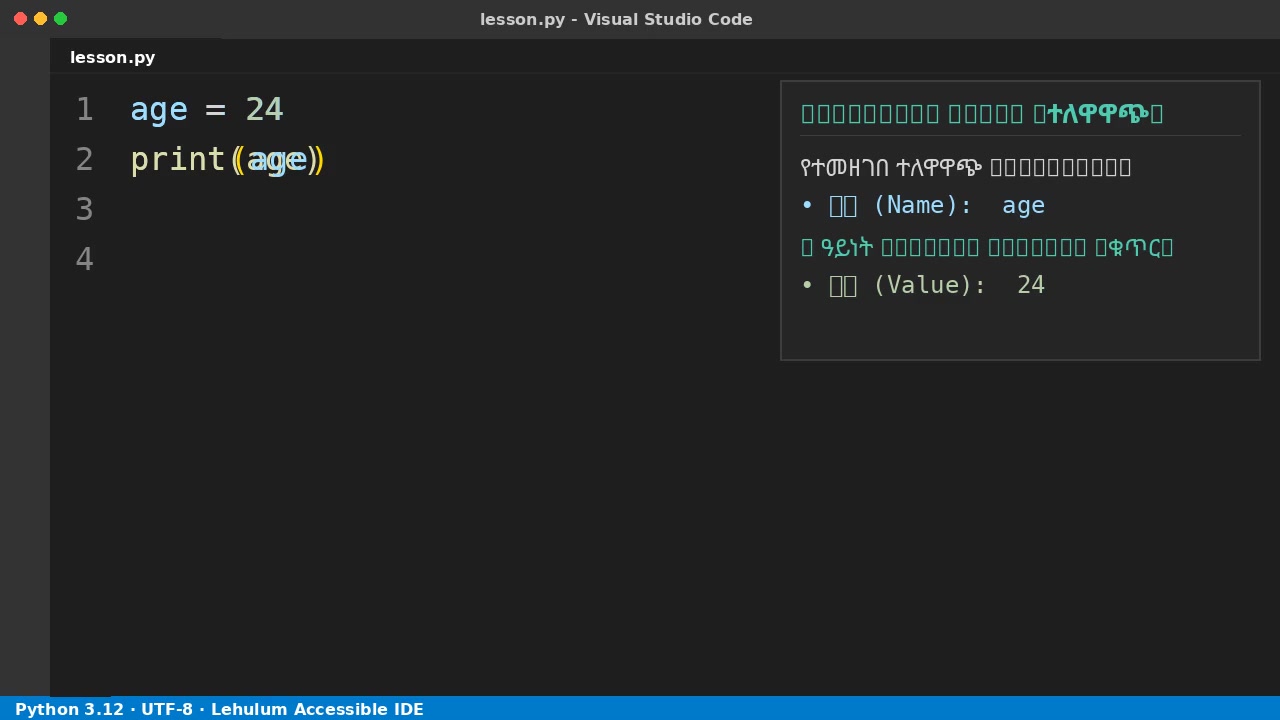 lesson.py - Visual Studio Code
lesson.py
1 age = 24
2 print(age)
3
4
ተለዋዋጭ
የተመዘገበ ተለዋዋጭ
• (Name): age
ዓይነት ቁጥር
• (Value): 24
Python 3.12 · UTF-8 · Lehulum Accessible IDE